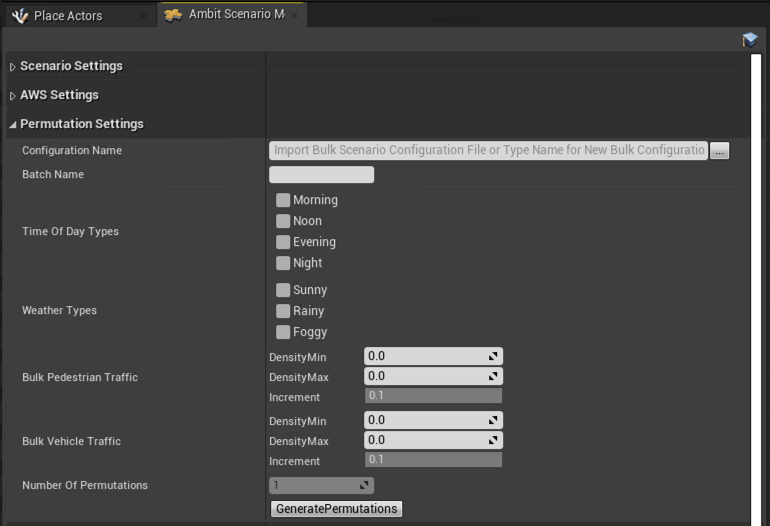 Place Actors
Ambit Scenario M
Scenario Settings
AWS Settings
Permutation Settings
Configuration Name
Import Bulk Scenario Configuration File or Type Name for New Bulk Configuratio
...
Batch Name
Time Of Day Types
Morning
Noon
Evening
Night
Weather Types
Sunny
Rainy
Foggy
Bulk Pedestrian Traffic
DensityMin 0.0
DensityMax 0.0
Increment 0.1
Bulk Vehicle Traffic
DensityMin 0.0
DensityMax 0.0
Increment 0.1
Number Of Permutations 1
GeneratePermutations